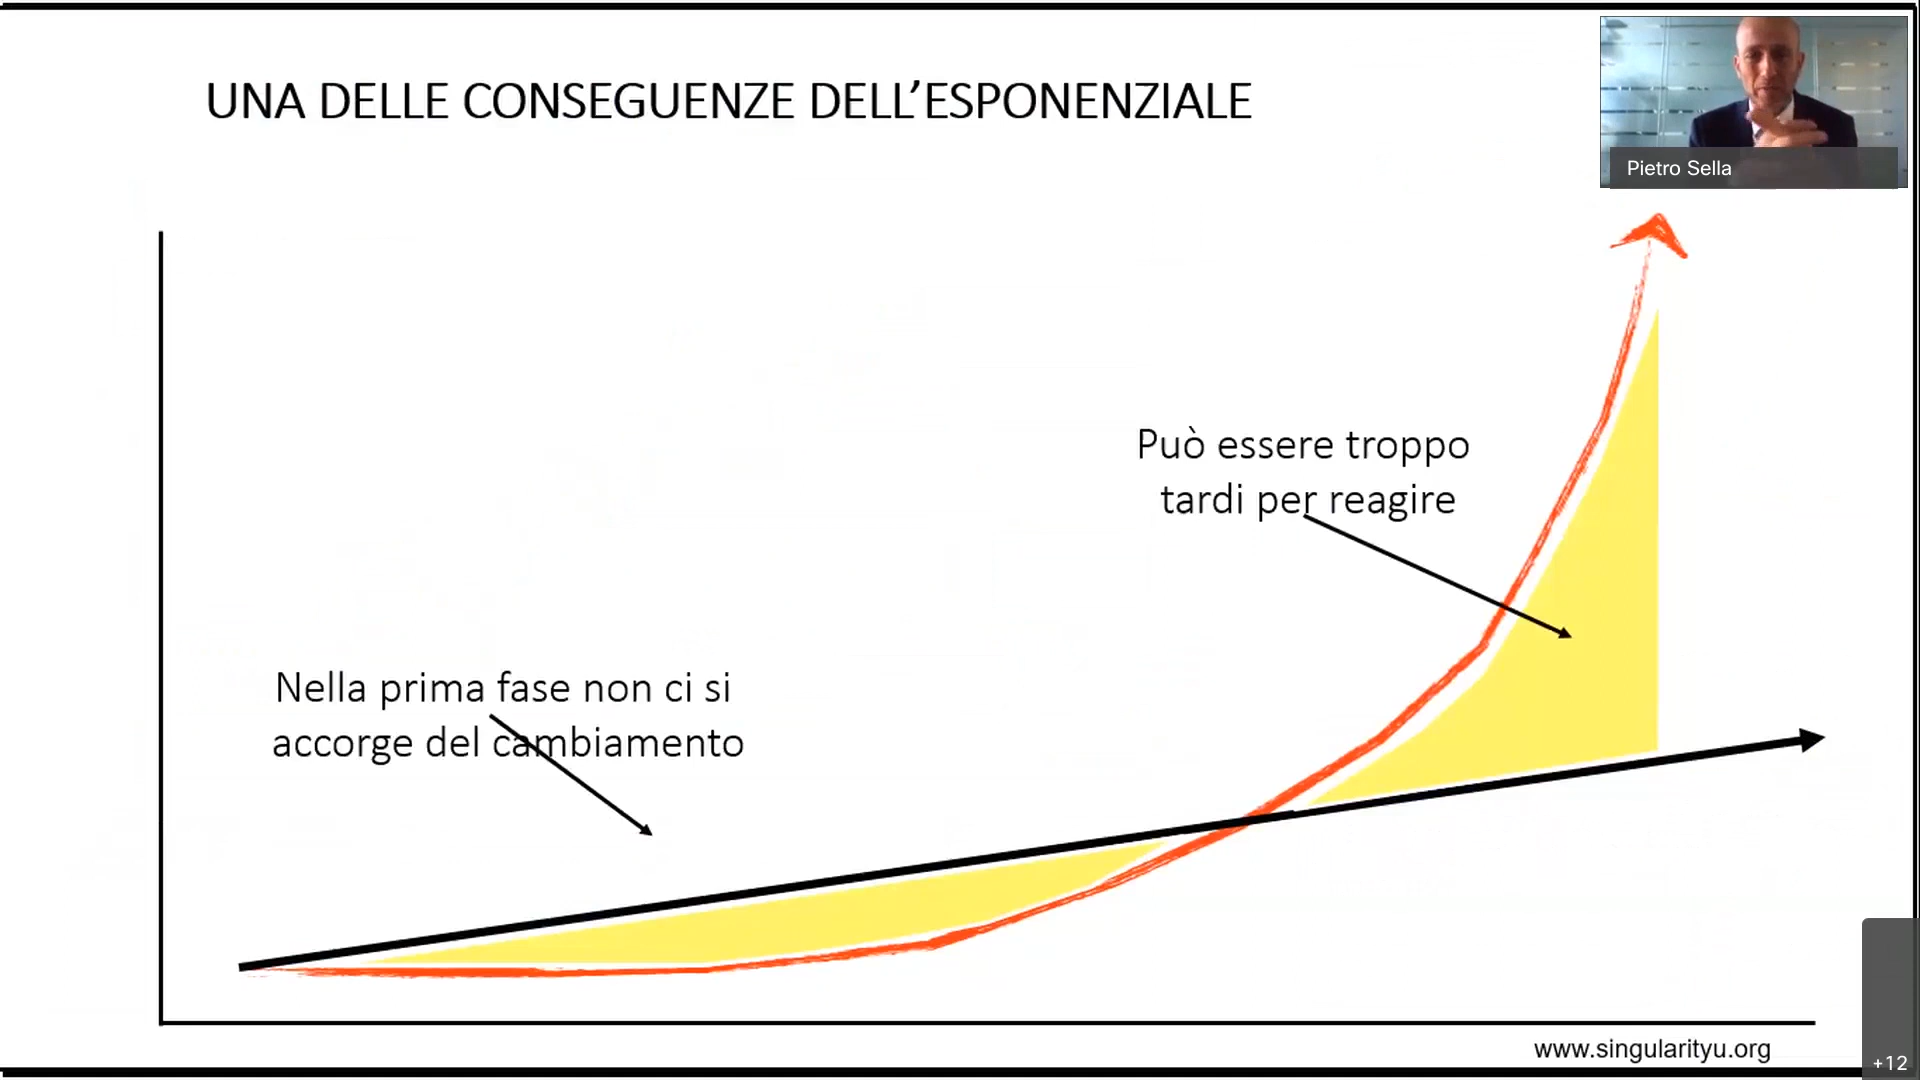 UNA DELLE CONSEGUENZE DELL’ESPONENZIALE
Pietro Sella
Può essere troppo
tardi per reagire
Nella prima fase non ci si
accorge del cambiamento
www.singularityu.org
+12